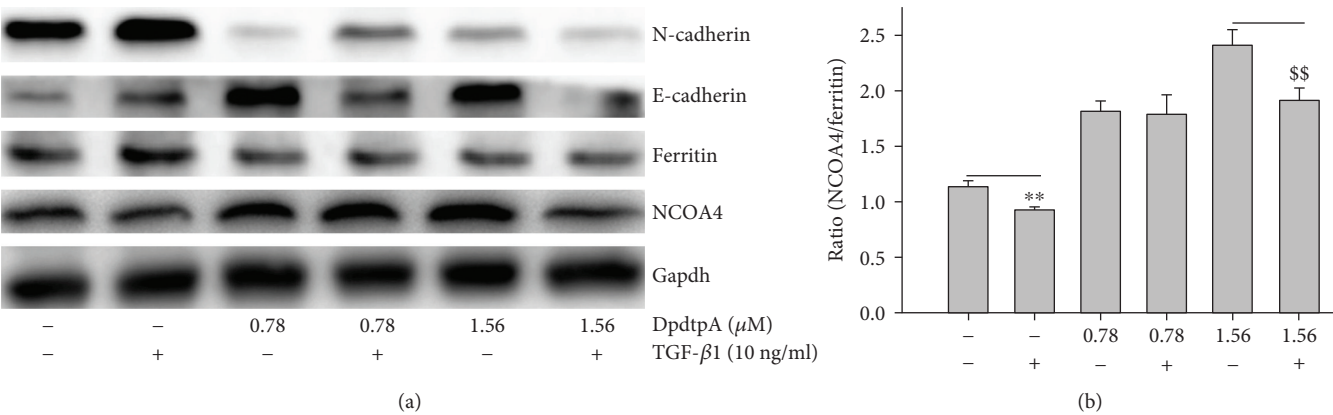 N-cadherin
E-cadherin
Ferritin
NCOA4
Gapdh
– – 0.78 0.78 1.56 1.56 DpdtpA (μM)
– + – + – + TGF-β1 (10 ng/ml)
(a)
Ratio (NCOA4/ferritin)
2.5
2.0
1.5
1.0
0.5
0.0
**
$$
– – 0.78 0.78 1.56 1.56
– + – + – +
(b)